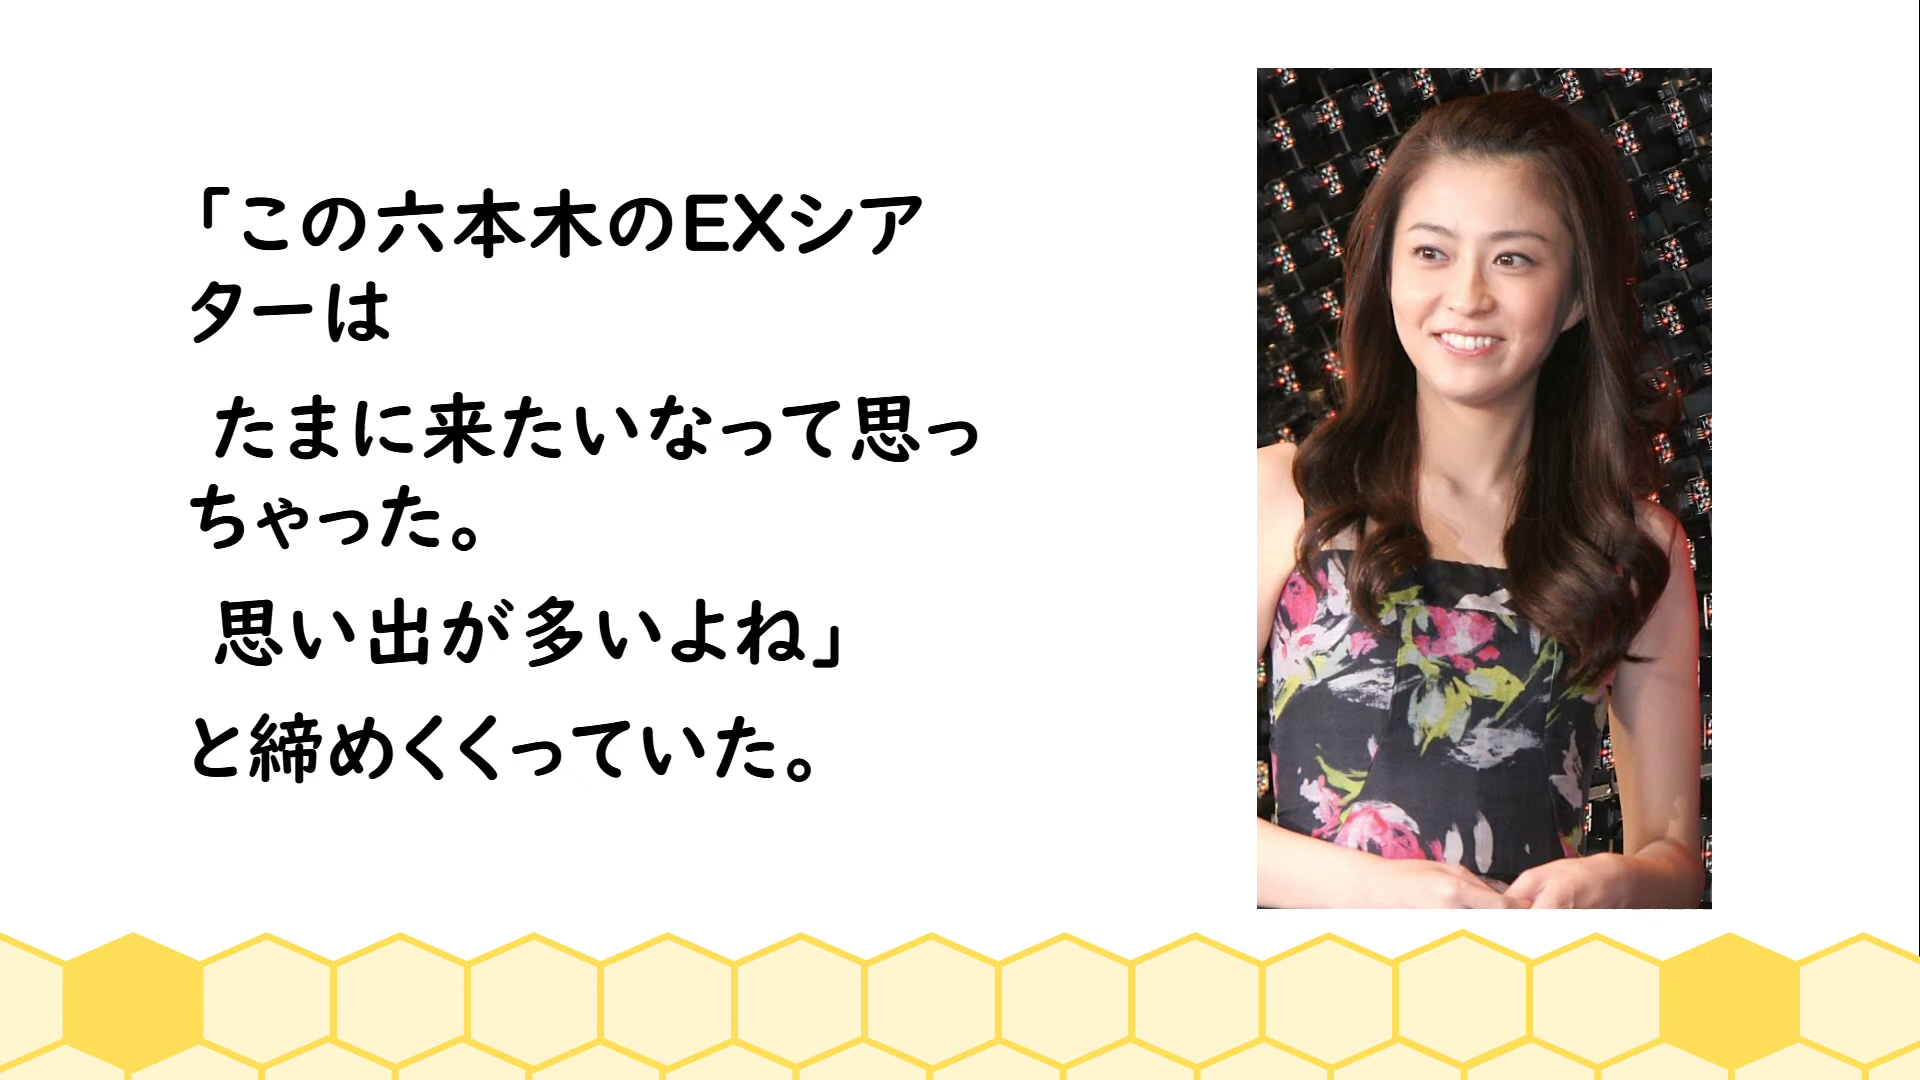 「この六本木のEXシア
ターは
たまに来たいなって思っ
ちゃった。
思い出が多いよね」
と締めくくっていた。